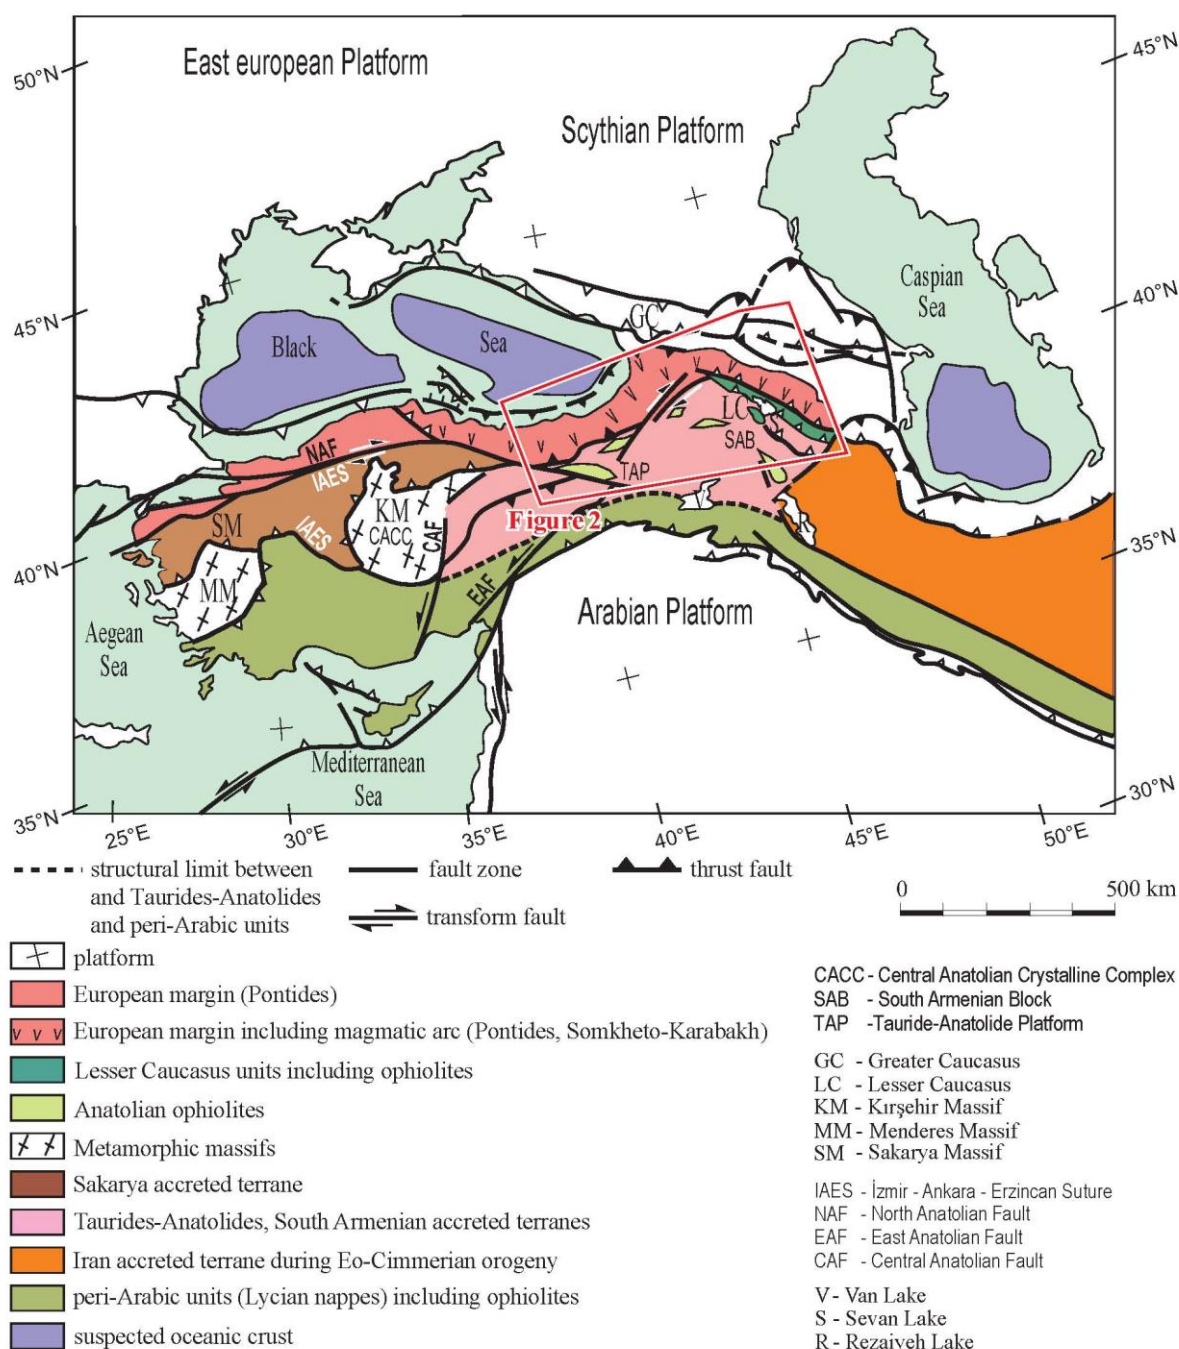 East european Platform
Scythian Platform
50°N
45°N
45°N
40°N
40°N
35°N
35°N
30°N
Caspian
Sea
GC
Black
Sea
LC
S
SAB
NAF
IAES
TAP
KM
CACC
CAF
V
R
Figure 2
SM
IAES
MM
EAF
Arabian Platform
Aegean
Sea
Mediterranean
Sea
25°E
30°E
35°E
40°E
45°E
50°E
structural limit between
and Taurides-Anatolides
and peri-Arabic units
fault zone
transform fault
thrust fault
0 500 km
platform
European margin (Pontides)
European margin including magmatic arc (Pontides, Somkheto-Karabakh)
Lesser Caucasus units including ophiolites
Anatolian ophiolites
Metamorphic massifs
Sakarya accreted terrane
Taurides-Anatolides, South Armenian accreted terranes
Iran accreted terrane during Eo-Cimmerian orogeny
peri-Arabic units (Lycian nappes) including ophiolites
suspected oceanic crust
CACC - Central Anatolian Crystalline Complex
SAB - South Armenian Block
TAP -Tauride-Anatolide Platform
GC - Greater Caucasus
LC - Lesser Caucasus
KM - Kırşehir Massif
MM - Menderes Massif
SM - Sakarya Massif
IAES - İzmir - Ankara - Erzincan Suture
NAF - North Anatolian Fault
EAF - East Anatolian Fault
CAF - Central Anatolian Fault
V - Van Lake
S - Sevan Lake
R - Rezaiyeh Lake